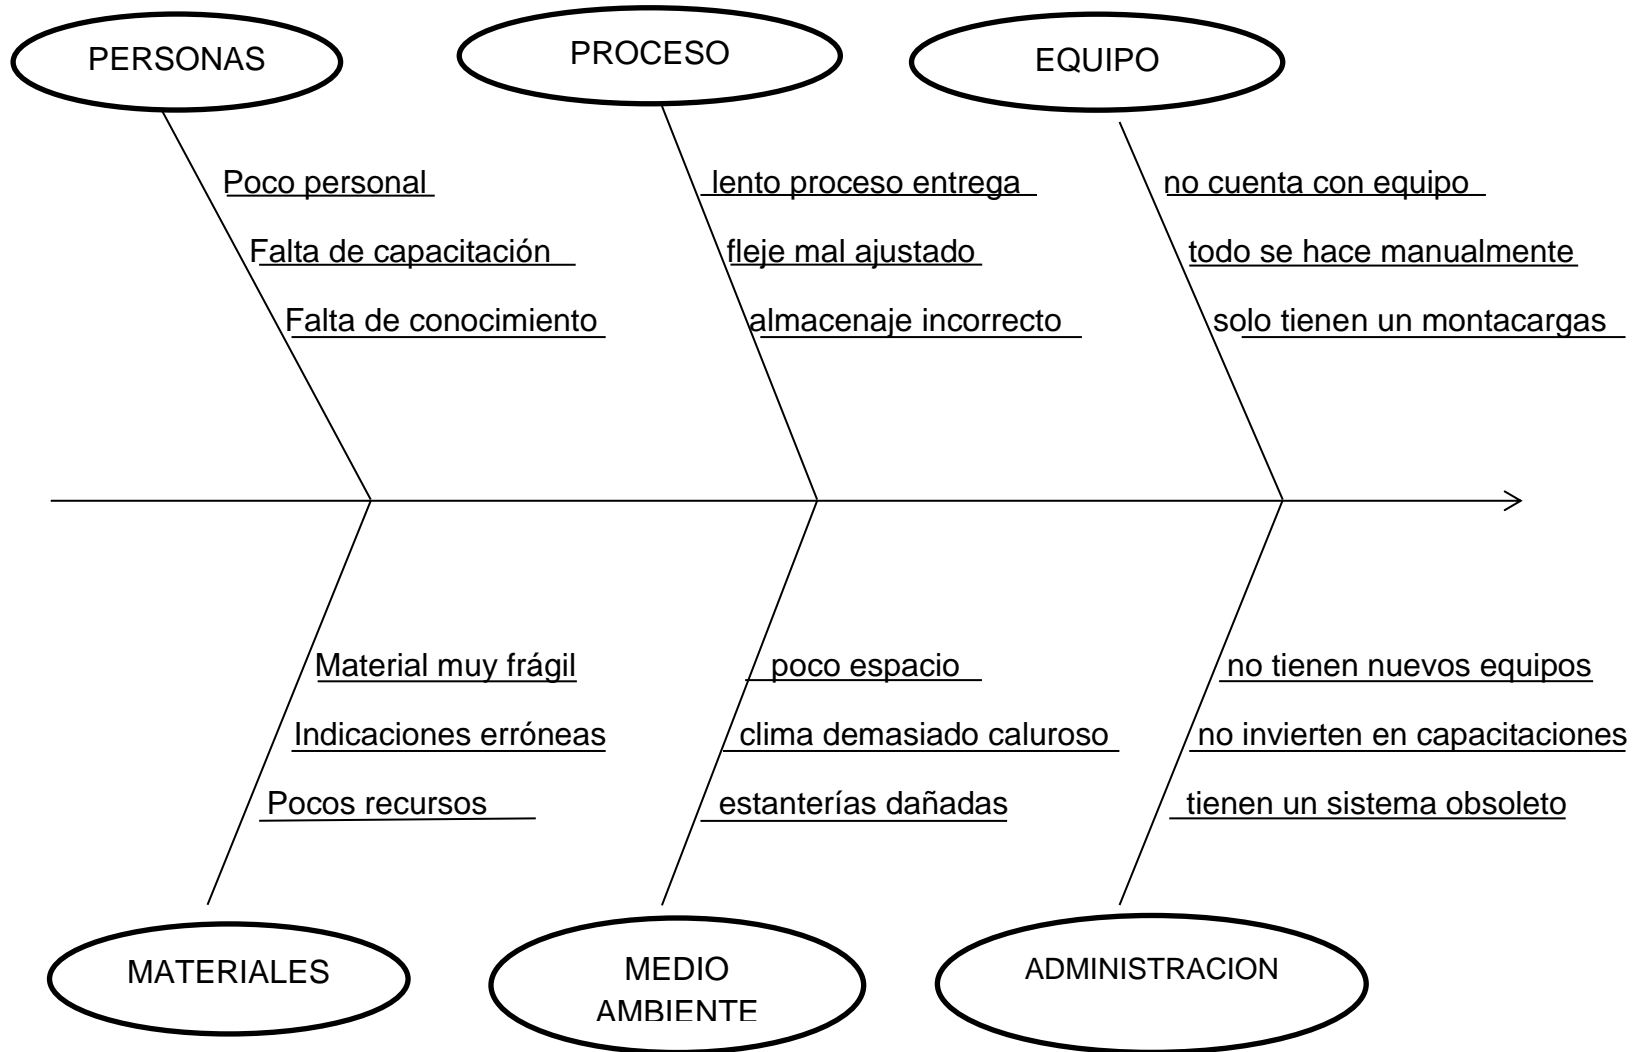 PERSONAS
PROCESO
EQUIPO
Poco personal
lento proceso entrega
no cuenta con equipo
Falta de capacitación
fleje mal ajustado
todo se hace manualmente
Falta de conocimiento
almacenaje incorrecto
solo tienen un montacargas
Material muy frágil
poco espacio
no tienen nuevos equipos
Indicaciones erróneas
clima demasiado caluroso
no invierten en capacitaciones
Pocos recursos
estanterías dañadas
tienen un sistema obsoleto
MATERIALES
MEDIO
AMBIENTE
ADMINISTRACION